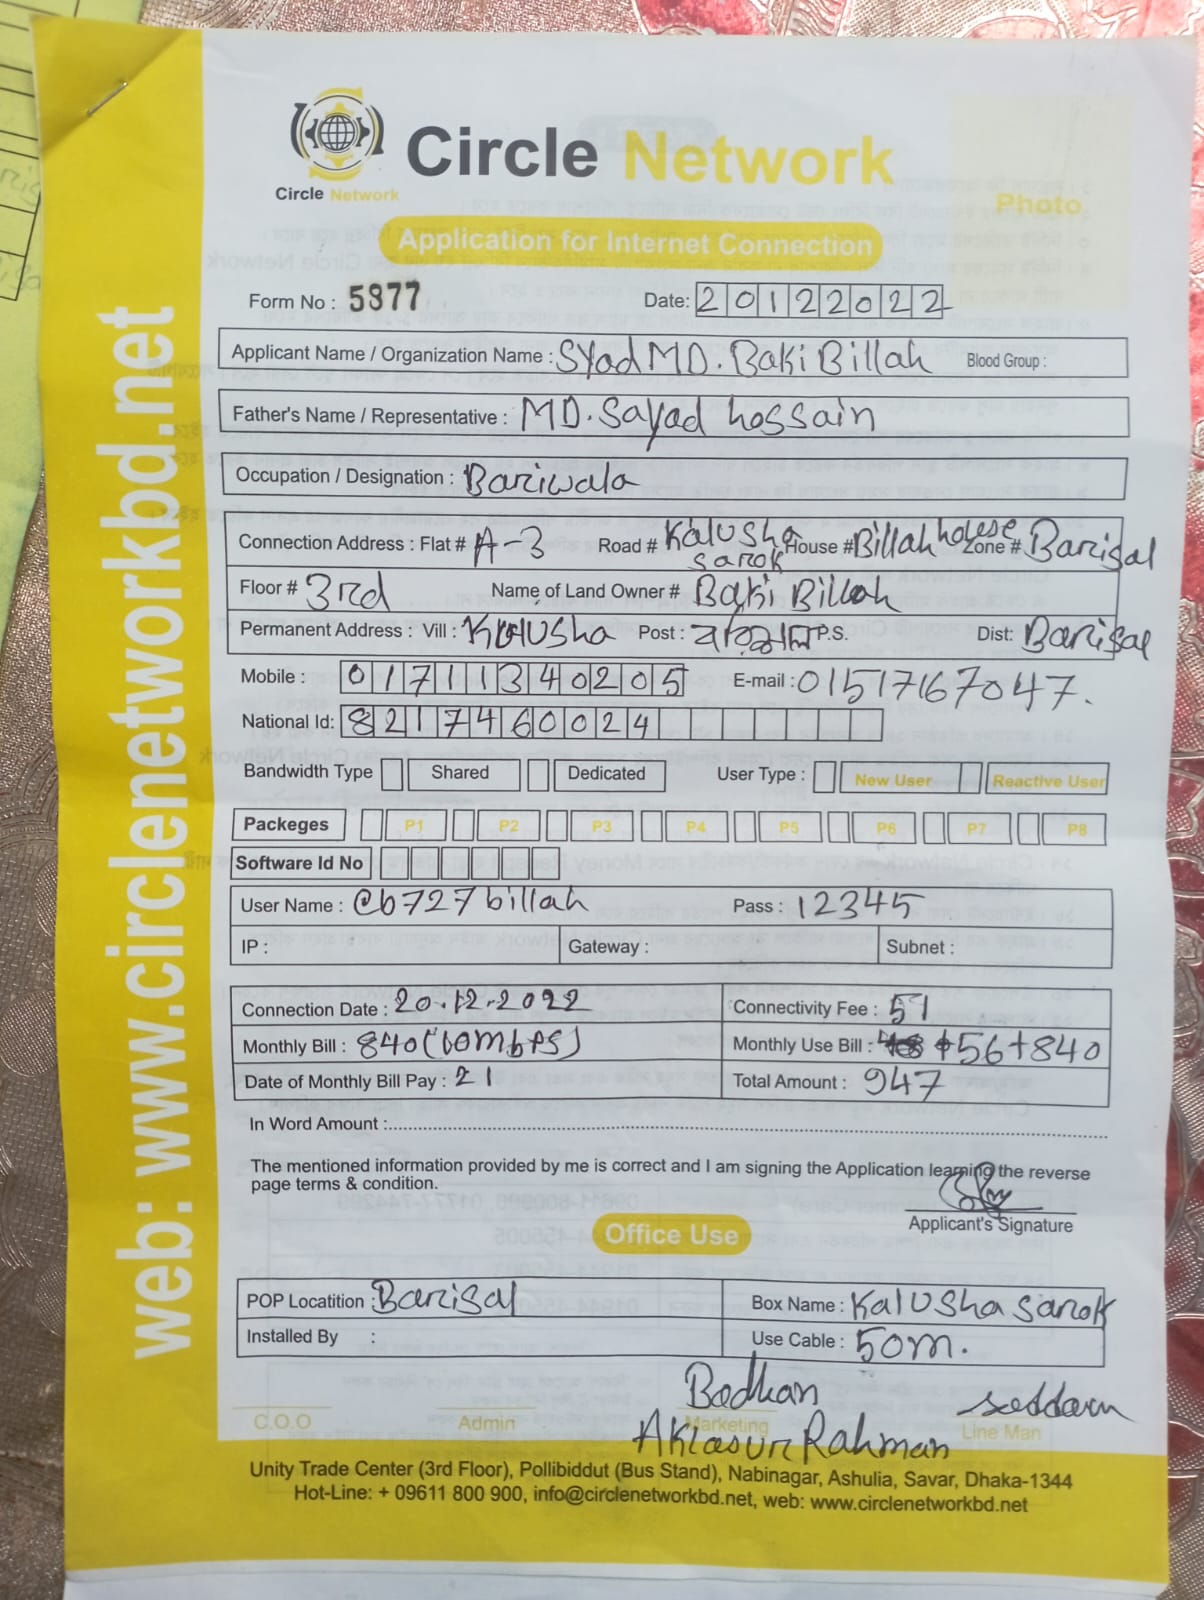 web: www.circlenetworkbd.net
Circle Network
Circle Network
Photo
Application for Internet Connection
Form No : 5977
Date: 20122022
Applicant Name / Organization Name : SYad MD. Baki Billah Blood Group :
Father's Name / Representative : MD. Sayad Hossain
Occupation / Designation : Bariwala
Connection Address : Flat # A-3 Road # Kalusha Sarok House # Billah house Zone # Barisal
Floor # 3rd Name of Land Owner # Baki Billah
Permanent Address : Vill : Kalusha Post : বরিশাল P.S. Dist: Barisal
Mobile : 01711340205 E-mail : 01517167047.
National Id: 8217460024
Bandwidth Type Shared Dedicated User Type : New User Reactive User
Packeges P1 P2 P3 P4 P5 P6 P7 P8
Software Id No
User Name : cb727billah Pass : 12345
IP : Gateway : Subnet :
Connection Date : 20.12.2022 Connectivity Fee : 51
Monthly Bill : 840 (60mbps) Monthly Use Bill : +56+840
Date of Monthly Bill Pay : 21 Total Amount : 947
In Word Amount :
The mentioned information provided by me is correct and I am signing the Application learning the reverse
page terms & condition.
Applicant's Signature
Office Use
POP Locatition : Barisal Box Name : Kalusha Sarok
Installed By : Use Cable : 50m.
Bodhan seddam
C.O.O Admin Marketing Line Man
Rahman
Unity Trade Center (3rd Floor), Pollibiddut (Bus Stand), Nabinagar, Ashulia, Savar, Dhaka-1344
Hot-Line: + 09611 800 900, info@circlenetworkbd.net, web: www.circlenetworkbd.net